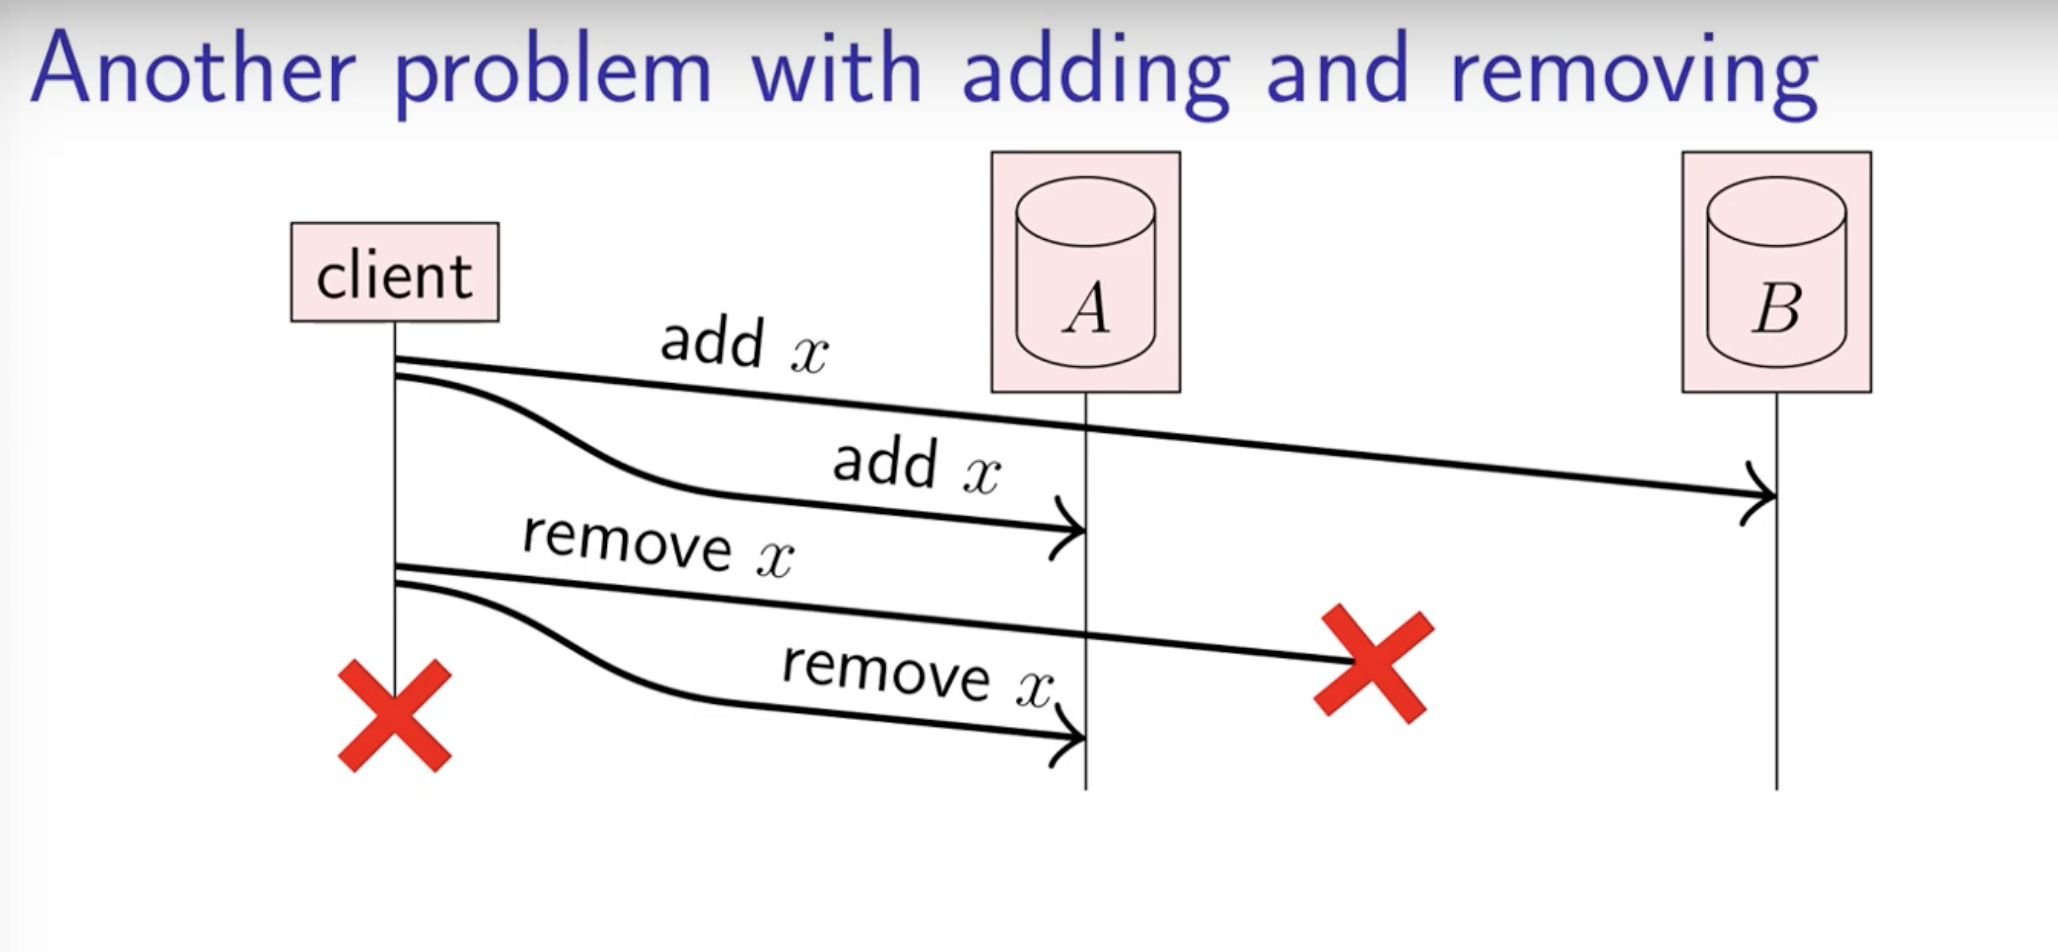 Another problem with adding and removing
client
A
B
add x
add x
remove x
remove x